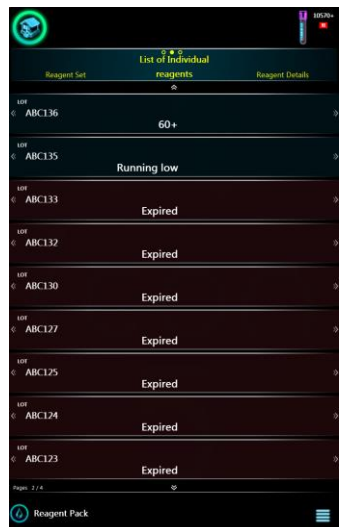 10570+
List of Individual
reagents
Reagent Set
Reagent Details
LOT
ABC136
60+
LOT
ABC135
Running low
LOT
ABC133
Expired
LOT
ABC132
Expired
LOT
ABC130
Expired
LOT
ABC127
Expired
LOT
ABC125
Expired
LOT
ABC124
Expired
LOT
ABC123
Expired
Pages 2 / 4
Reagent Pack